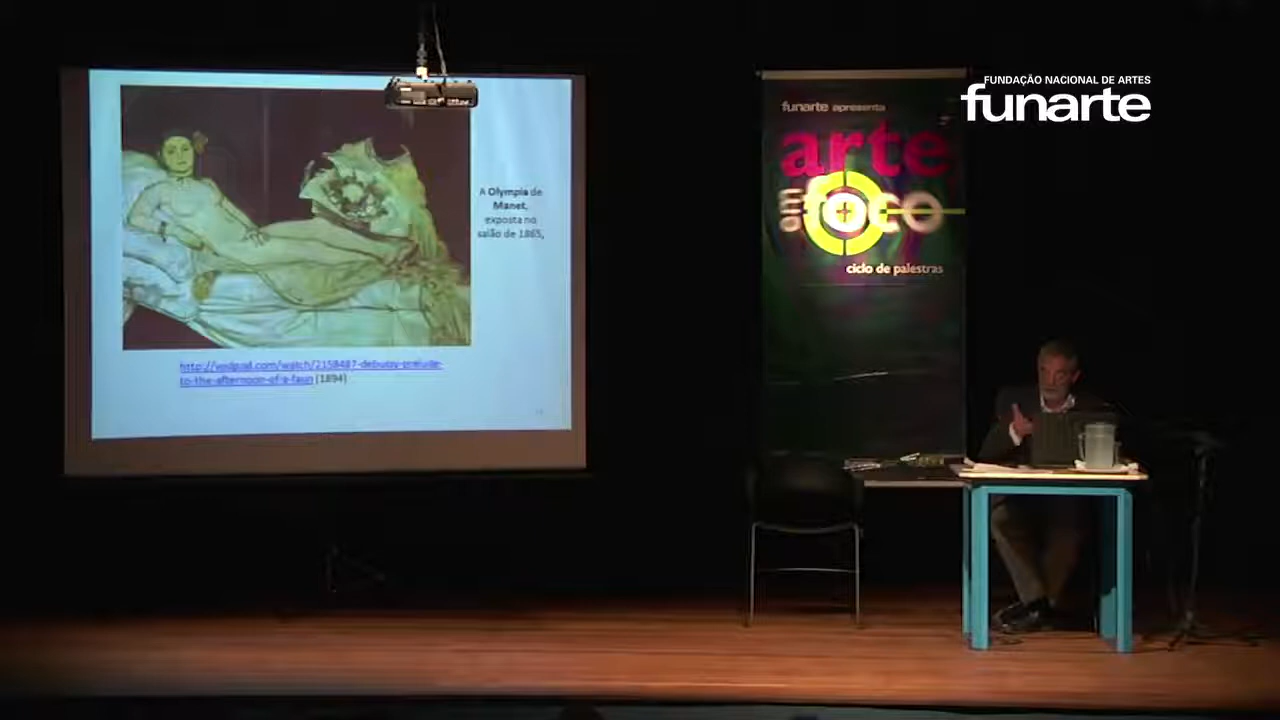 A Olympia de
Manet,
exposta no
salão de 1865,
http://vodpod.com/watch/2158487-debussy-prelude-
to-the-afternoon-of-a-faun (1894)
funarte apresenta
arte
em
foco
ciclo de palestras
FUNDAÇÃO NACIONAL DE ARTES
funarte